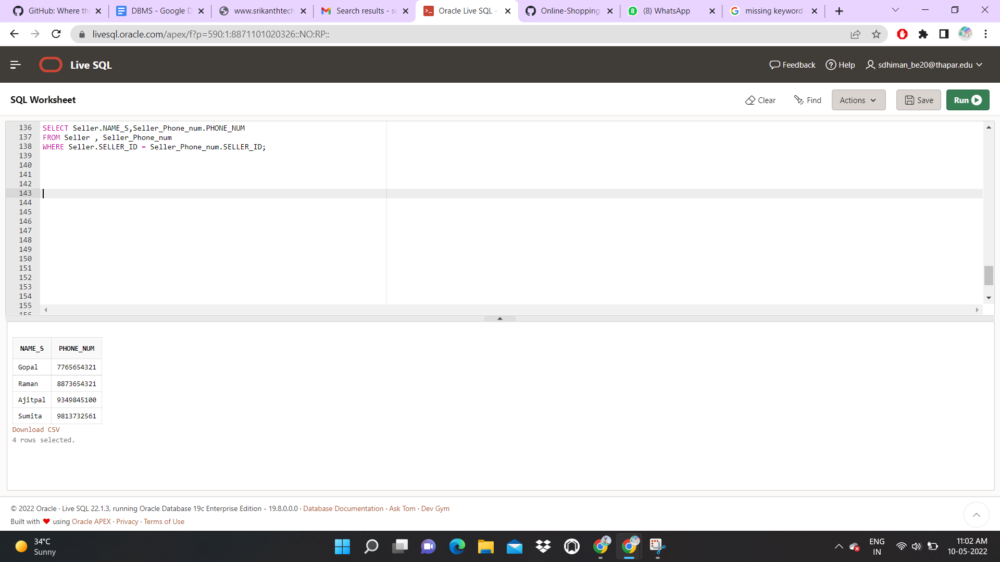 GitHub: Where th
DBMS - Google D
www.srikanthtech
Search results - sc
Oracle Live SQL -
Online-Shopping-
8
(8) WhatsApp
missing keyword
livesql.oracle.com/apex/f?p=590:1:8871101020326::NO:RP::
Live SQL
Feedback
Help
sdhiman_be20@thapar.edu
SQL Worksheet
Clear
Find
Actions
Save
Run
136 SELECT Seller.NAME_S,Seller_Phone_num.PHONE_NUM
137 FROM Seller , Seller_Phone_num
138 WHERE Seller.SELLER_ID = Seller_Phone_num.SELLER_ID;
139
140
141
142
143
144
145
146
147
148
149
150
151
152
153
154
155
156
NAME_S PHONE_NUM
Gopal 7765654321
Raman 8873654321
Ajitpal 9349845100
Sumita 9813732561
Download CSV
4 rows selected.
© 2022 Oracle · Live SQL 22.1.3, running Oracle Database 19c Enterprise Edition - 19.8.0.0.0 · Database Documentation · Ask Tom · Dev Gym
Built with ♥ using Oracle APEX · Privacy · Terms of Use
34°C
Sunny
ENG
IN
11:02 AM
10-05-2022